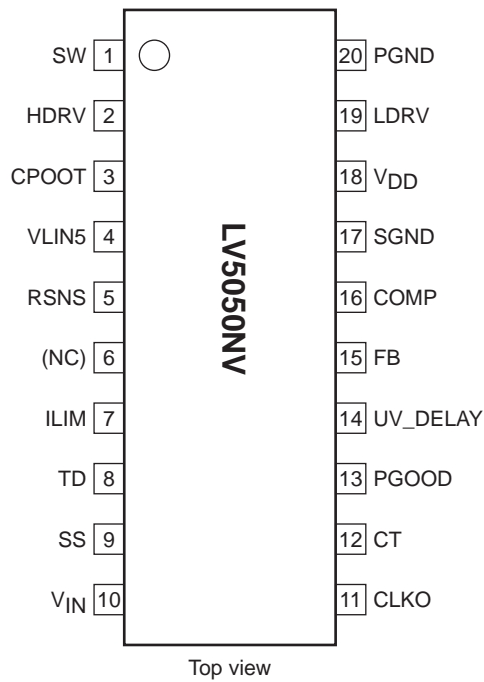 SW 1 20 PGND
HDRV 2 19 LDRV
CPOOT 3 18 VDD
VLIN5 4 17 SGND
RSNS 5 16 COMP
(NC) 6 15 FB
ILIM 7 14 UV_DELAY
TD 8 13 PGOOD
SS 9 12 CT
VIN 10 11 CLKO
LV5050NV
Top view